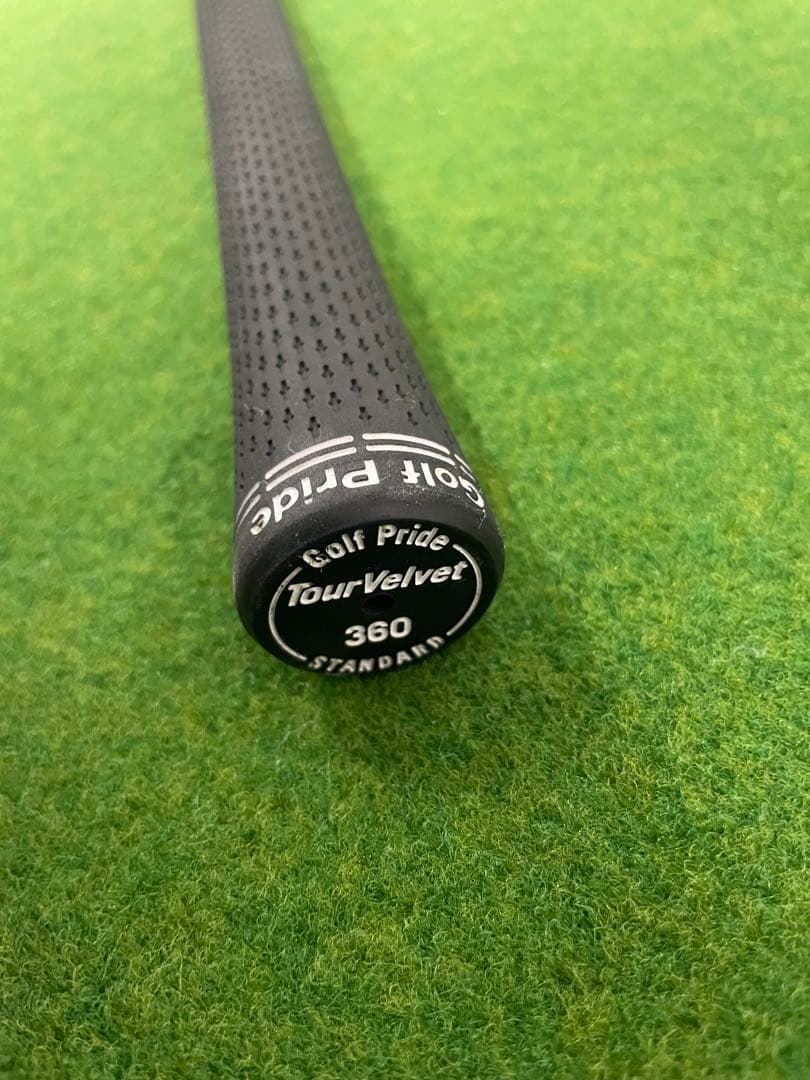 Golf Pride
Golf Pride
TourVelvet
360
STANDARD